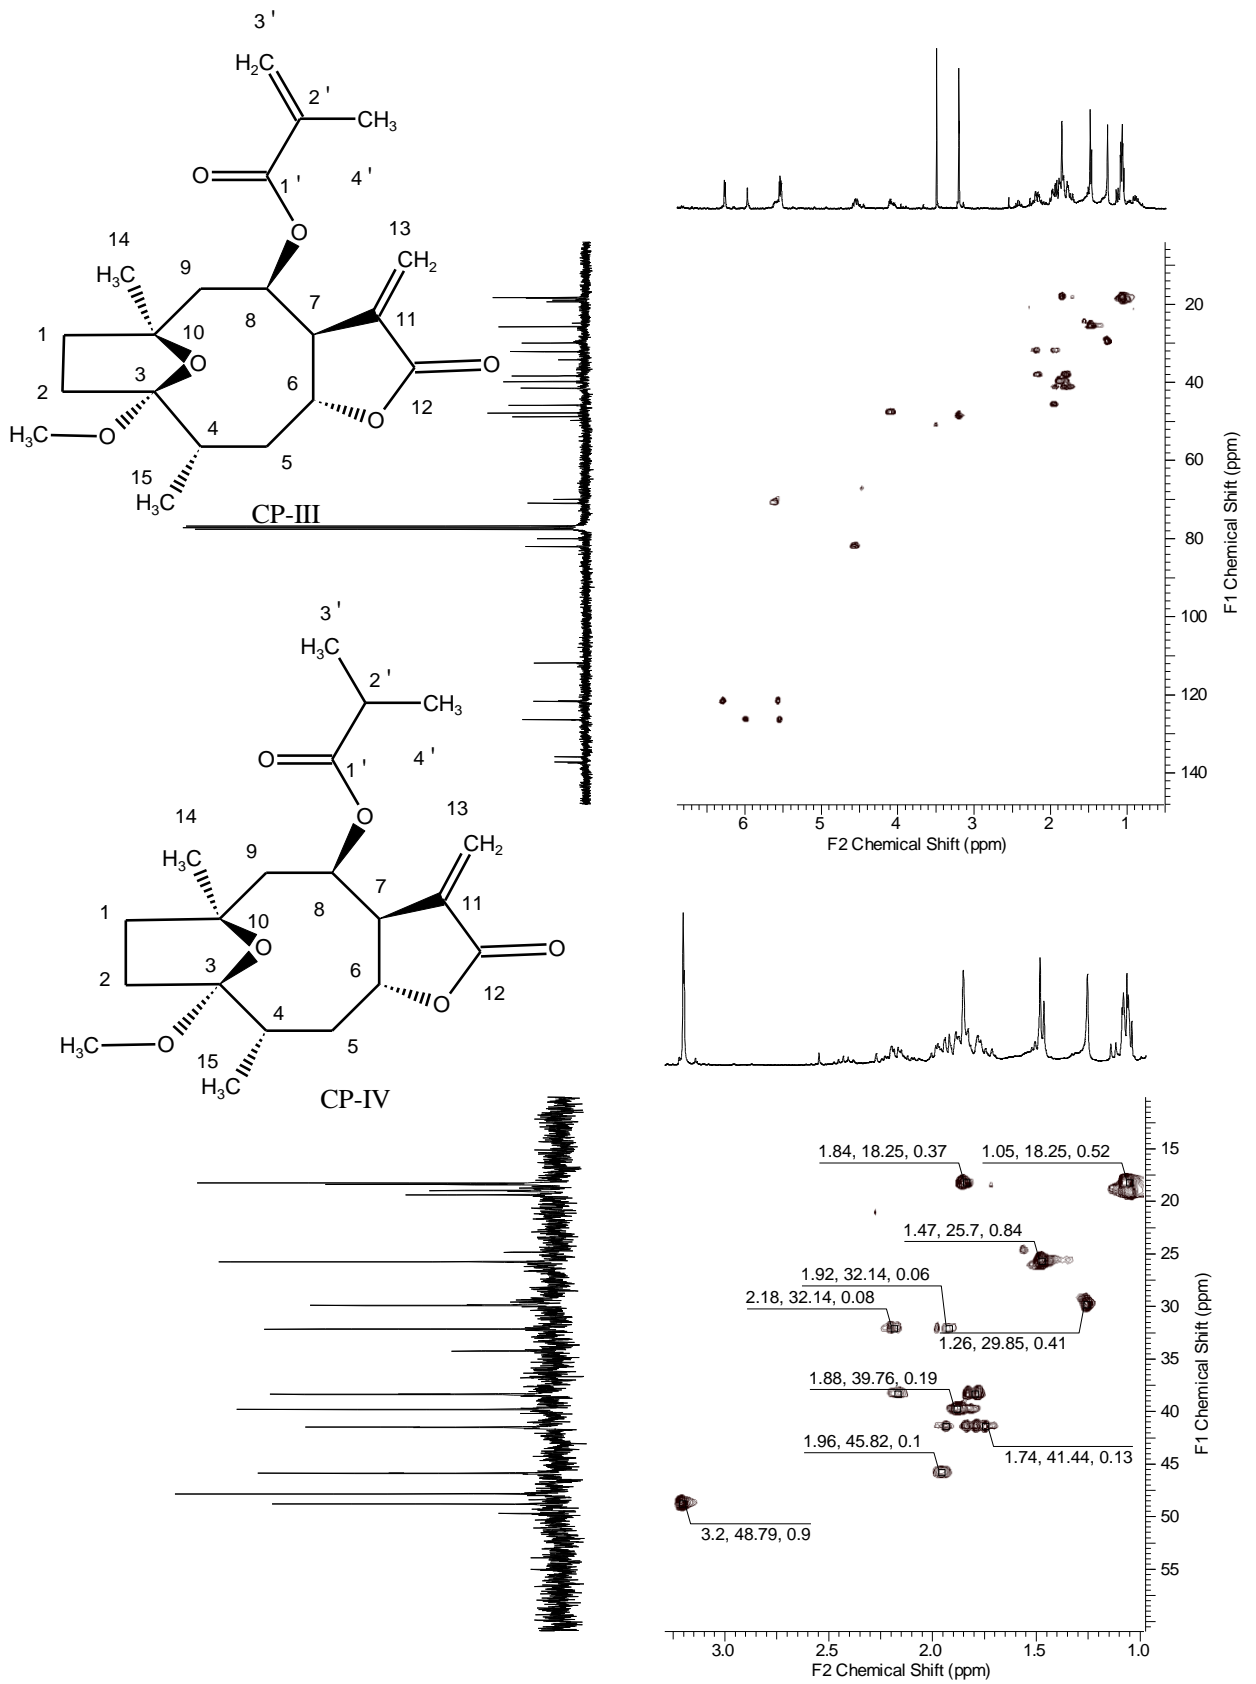 3 '
H₂C
2 '
CH₃
O
1 '
4 '
O
14
13
H₃C
9
CH₂
7
1
8
11
10
O
3
O
2
6
12
O
H₃C
O
4
5
15
H₃C
CP-III
20
40
60
80
100
120
140
F1 Chemical Shift (ppm)
6 5 4 3 2 1
F2 Chemical Shift (ppm)
3 '
H₃C
2 '
CH₃
O
1 '
4 '
O
14
13
H₃C
9
CH₂
7
1
8
11
10
O
O
2
3
6
12
O
H₃C
O
4
5
15
H₃C
CP-IV
1.84, 18.25, 0.37
1.05, 18.25, 0.52
1.47, 25.7, 0.84
1.92, 32.14, 0.06
2.18, 32.14, 0.08
1.26, 29.85, 0.41
1.88, 39.76, 0.19
1.96, 45.82, 0.1
1.74, 41.44, 0.13
3.2, 48.79, 0.9
15
20
25
30
35
40
45
50
55
F1 Chemical Shift (ppm)
3.0 2.5 2.0 1.5 1.0
F2 Chemical Shift (ppm)